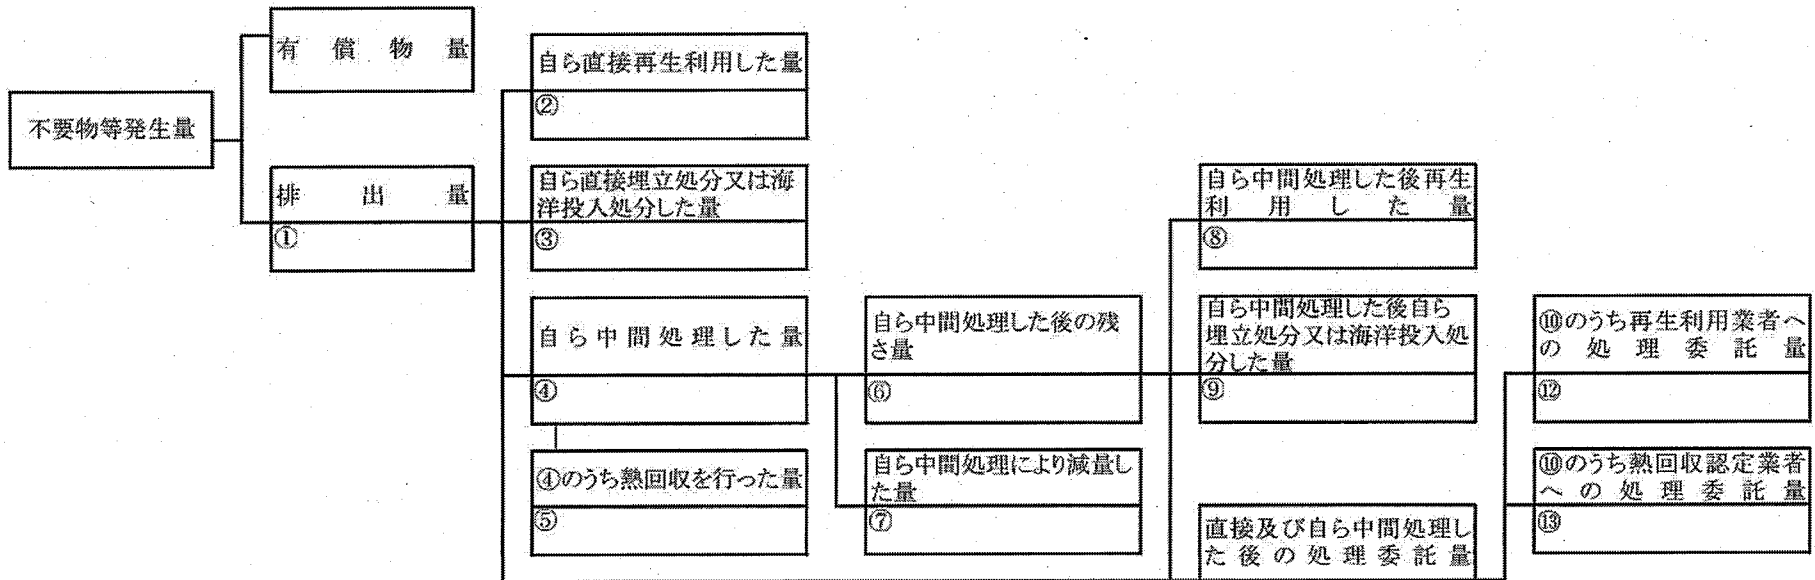 不要物等発生量
有償物量
排出量
①
自ら直接再生利用した量
②
自ら直接埋立処分又は海
洋投入処分した量
③
自ら中間処理した量
④
④のうち熱回収を行った量
⑤
自ら中間処理した後の残
さ量
⑥
自ら中間処理により減量し
た量
⑦
自ら中間処理した後再生
利用した量
⑧
自ら中間処理した後自ら
埋立処分又は海洋投入処
分した量
⑨
直接及び自ら中間処理し
た後の処理委託量
⑩のうち再生利用業者へ
の処理委託量
⑫
⑩のうち熱回収認定業者
への処理委託量
⑬